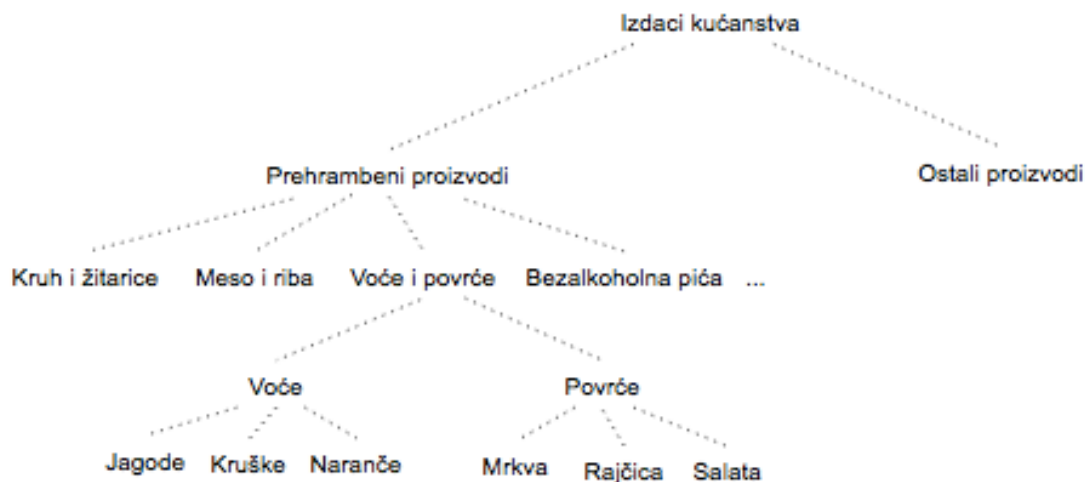 Izdaci kućanstva
Prehrambeni proizvodi
Ostali proizvodi
Kruh i žitarice Meso i riba Voće i povrće Bezalkoholna pića ...
Voće Povrće
Jagode Kruške Naranče Mrkva Rajčica Salata